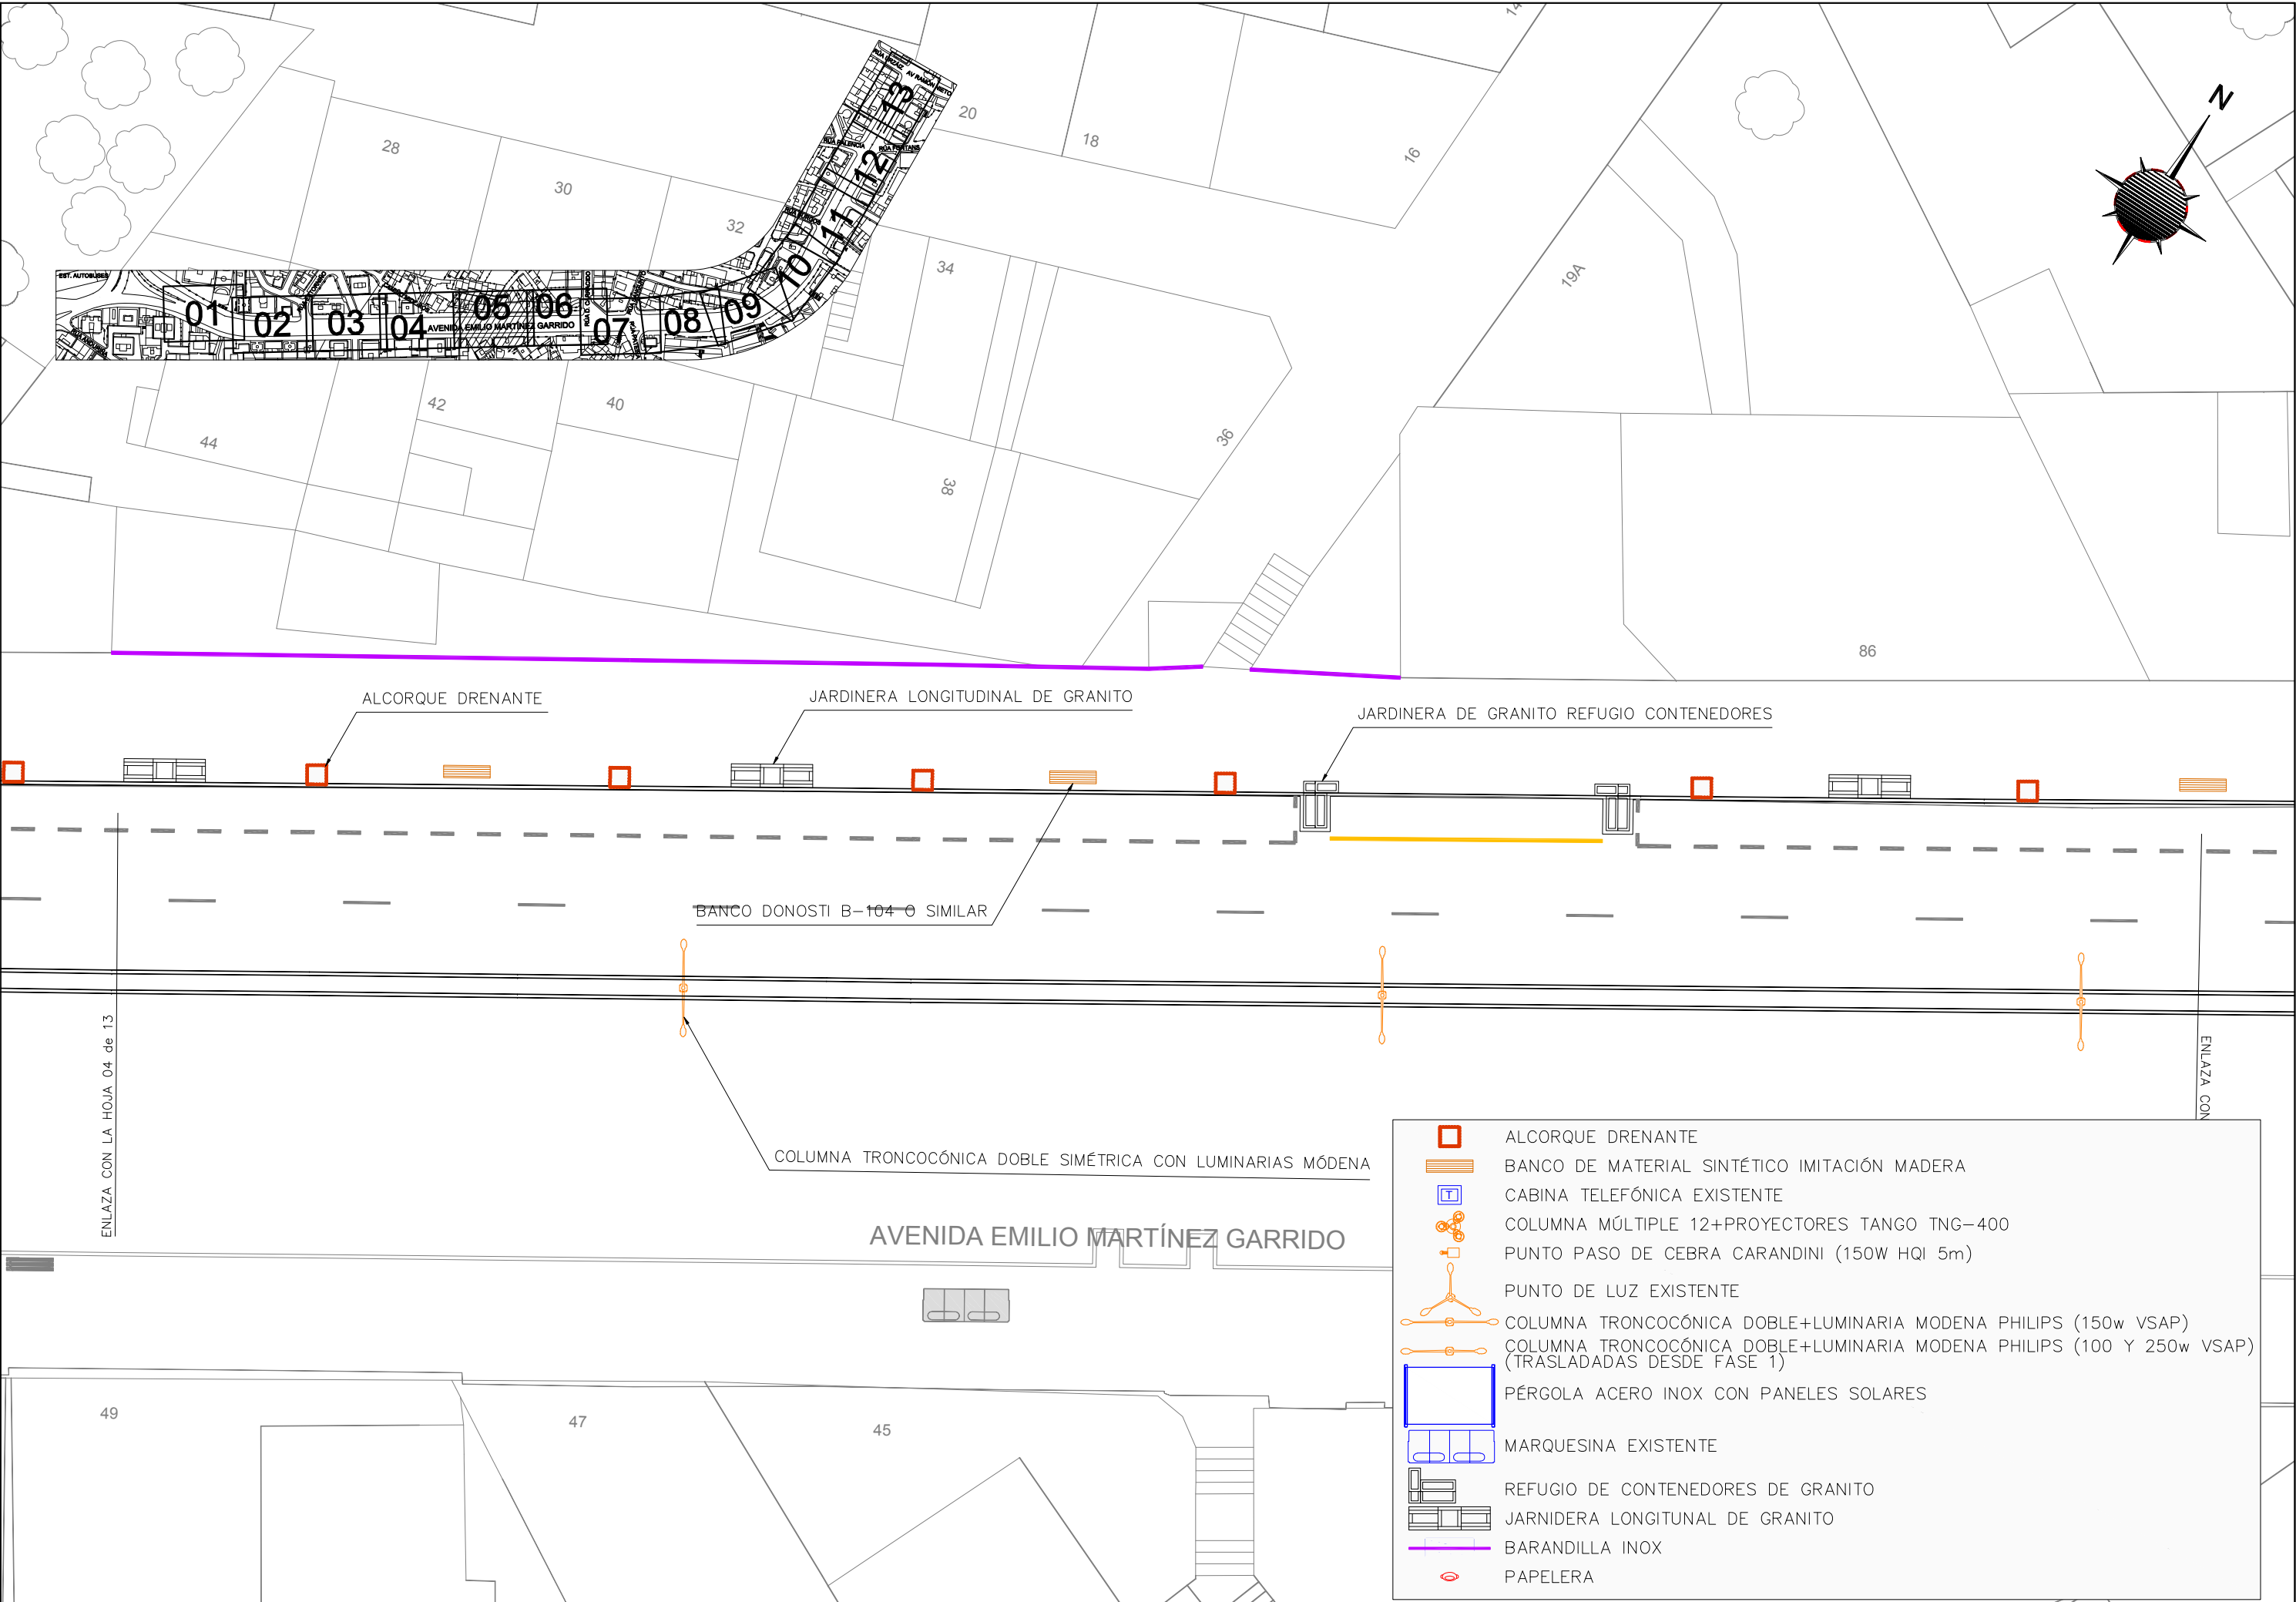 14
20
18
16
28
30
32
34
19A
36
38
40
42
44
86
N
EST. AUTOBUSES
AV RAMÓN NIETO
RÚA PALENCIA
13
12
11
10
09
08
07
06
05
04
03
02
01
AVENIDA EMILIO MARTÍNEZ GARRIDO
ALCORQUE DRENANTE
JARDINERA LONGITUDINAL DE GRANITO
JARDINERA DE GRANITO REFUGIO CONTENEDORES
BANCO DONOSTI B-104 O SIMILAR
ENLAZA CON LA HOJA 04 de 13
ENLAZA CON
COLUMNA TRONCOCÓNICA DOBLE SIMÉTRICA CON LUMINARIAS MÓDENA
AVENIDA EMILIO MARTÍNEZ GARRIDO
49
47
45
ALCORQUE DRENANTE
BANCO DE MATERIAL SINTÉTICO IMITACIÓN MADERA
T
CABINA TELEFÓNICA EXISTENTE
COLUMNA MÚLTIPLE 12+PROYECTORES TANGO TNG-400
PUNTO PASO DE CEBRA CARANDINI (150W HQI 5m)
PUNTO DE LUZ EXISTENTE
COLUMNA TRONCOCÓNICA DOBLE+LUMINARIA MODENA PHILIPS (150w VSAP)
COLUMNA TRONCOCÓNICA DOBLE+LUMINARIA MODENA PHILIPS (100 Y 250w VSAP)
(TRASLADADAS DESDE FASE 1)
PÉRGOLA ACERO INOX CON PANELES SOLARES
MARQUESINA EXISTENTE
REFUGIO DE CONTENEDORES DE GRANITO
JARNIDERA LONGITUNAL DE GRANITO
BARANDILLA INOX
PAPELERA